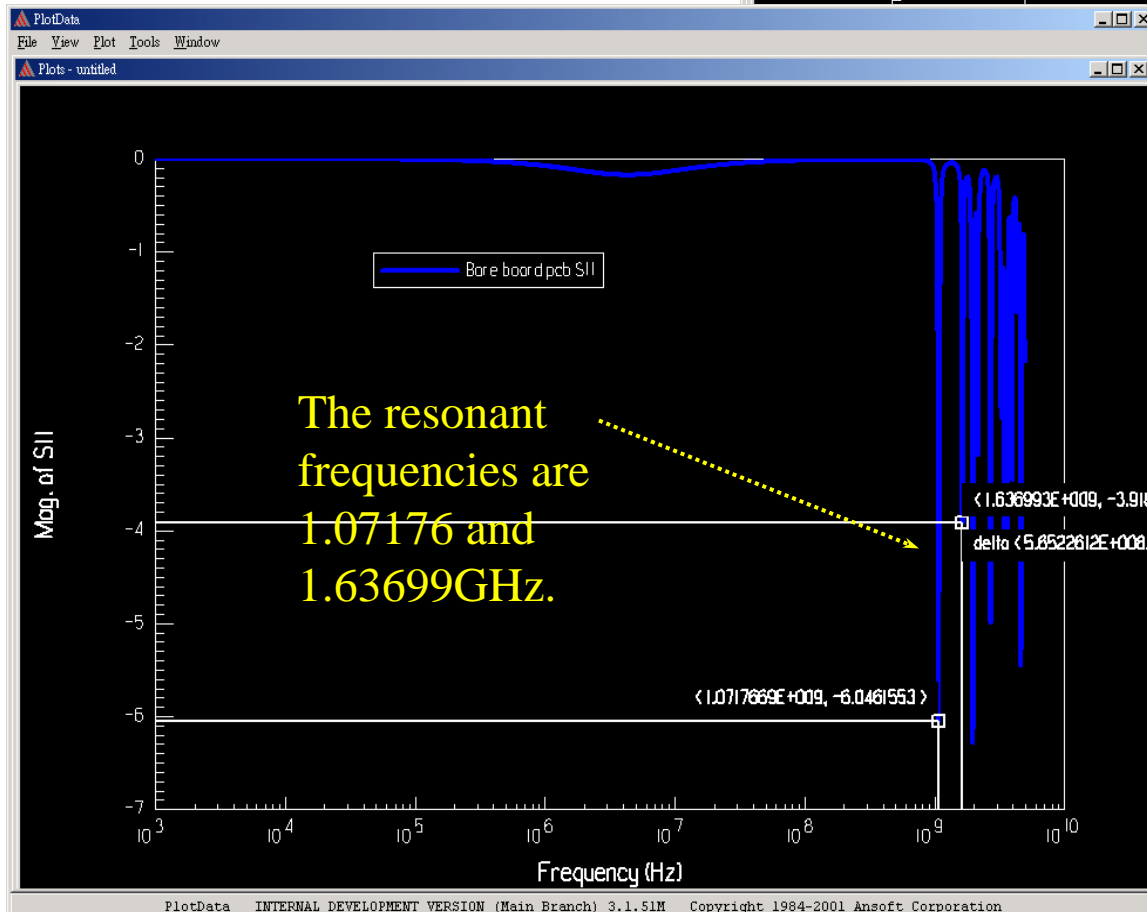 PlotData
File View Plot Tools Window
Plots - untitled
0
-1
-2
-3
-4
-5
-6
-7
Mag. of S11
Bare board pcb S11
The resonant
frequencies are
1.07176 and
1.63699GHz.
<1.636993E+009, -3.918
delta <5.6522612E+008,
<1.0717669E+009, -6.0461553 >
10^3 10^4 10^5 10^6 10^7 10^8 10^9 10^10
Frequency (Hz)
PlotData INTERNAL DEVELOPMENT VERSION (Main Branch) 3.1.51M Copyright 1984-2001 Ansoft Corporation